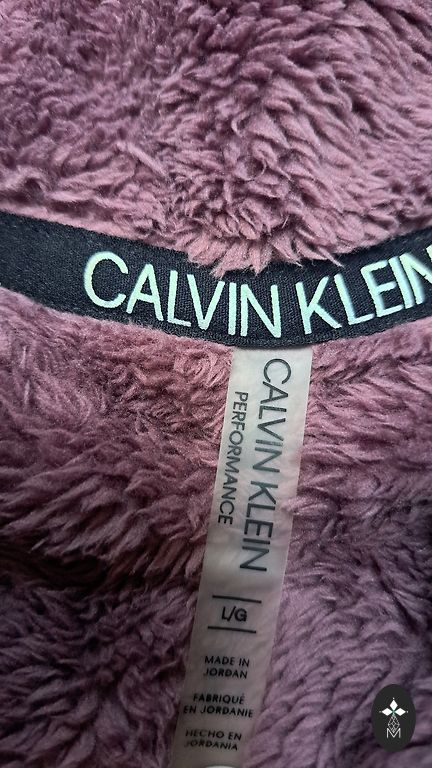 CALVIN KLEIN
CALVIN KLEIN
PERFORMANCE
L/G
MADE IN
JORDAN
FABRIQUÉ
EN JORDANIE
HECHO EN
JORDANIA
M